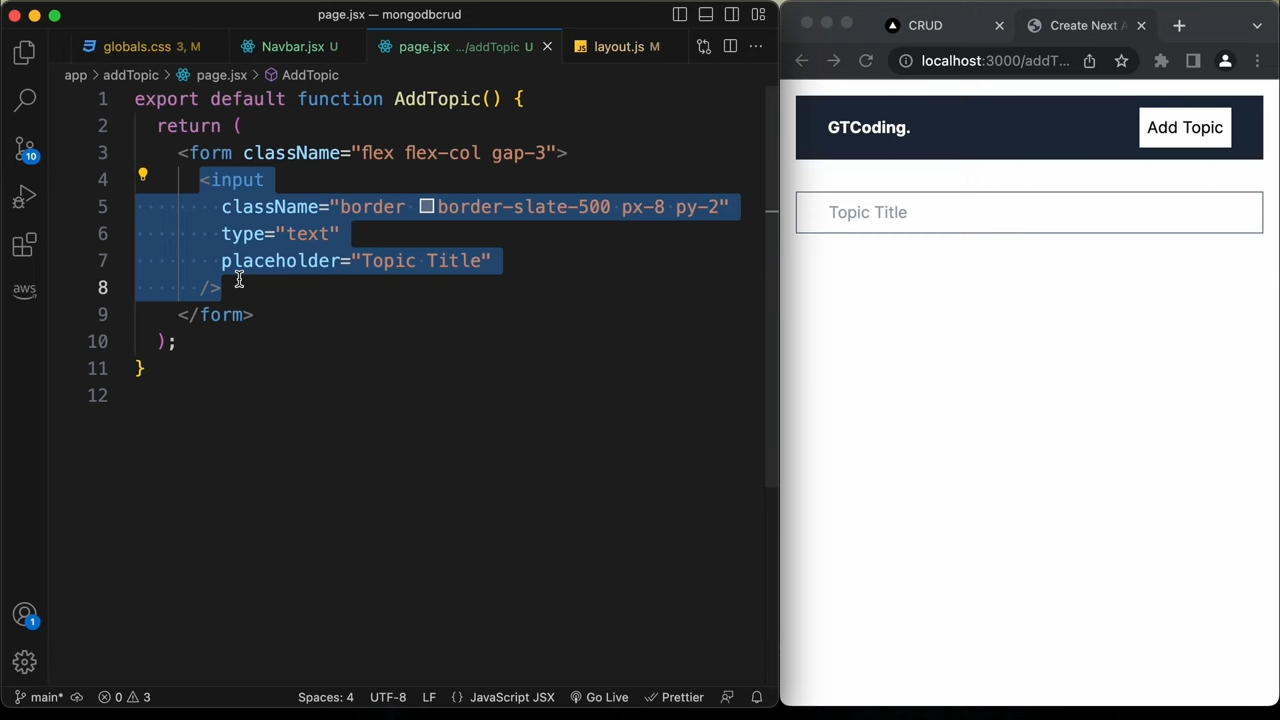 page.jsx — mongodbcrud
globals.css 3, M
Navbar.jsx U
page.jsx .../addTopic U
layout.js M
app > addTopic > page.jsx > AddTopic
1 export default function AddTopic() {
2 return (
3 <form className="flex flex-col gap-3">
4 <input
5 className="border border-slate-500 px-8 py-2"
6 type="text"
7 placeholder="Topic Title"
8 />
9 </form>
10 );
11 }
12
10
aws
1
main*
0
3
Spaces: 4
UTF-8
LF
{} JavaScript JSX
Go Live
Prettier
CRUD
Create Next A
localhost:3000/addT...
GTCoding.
Add Topic
Topic Title